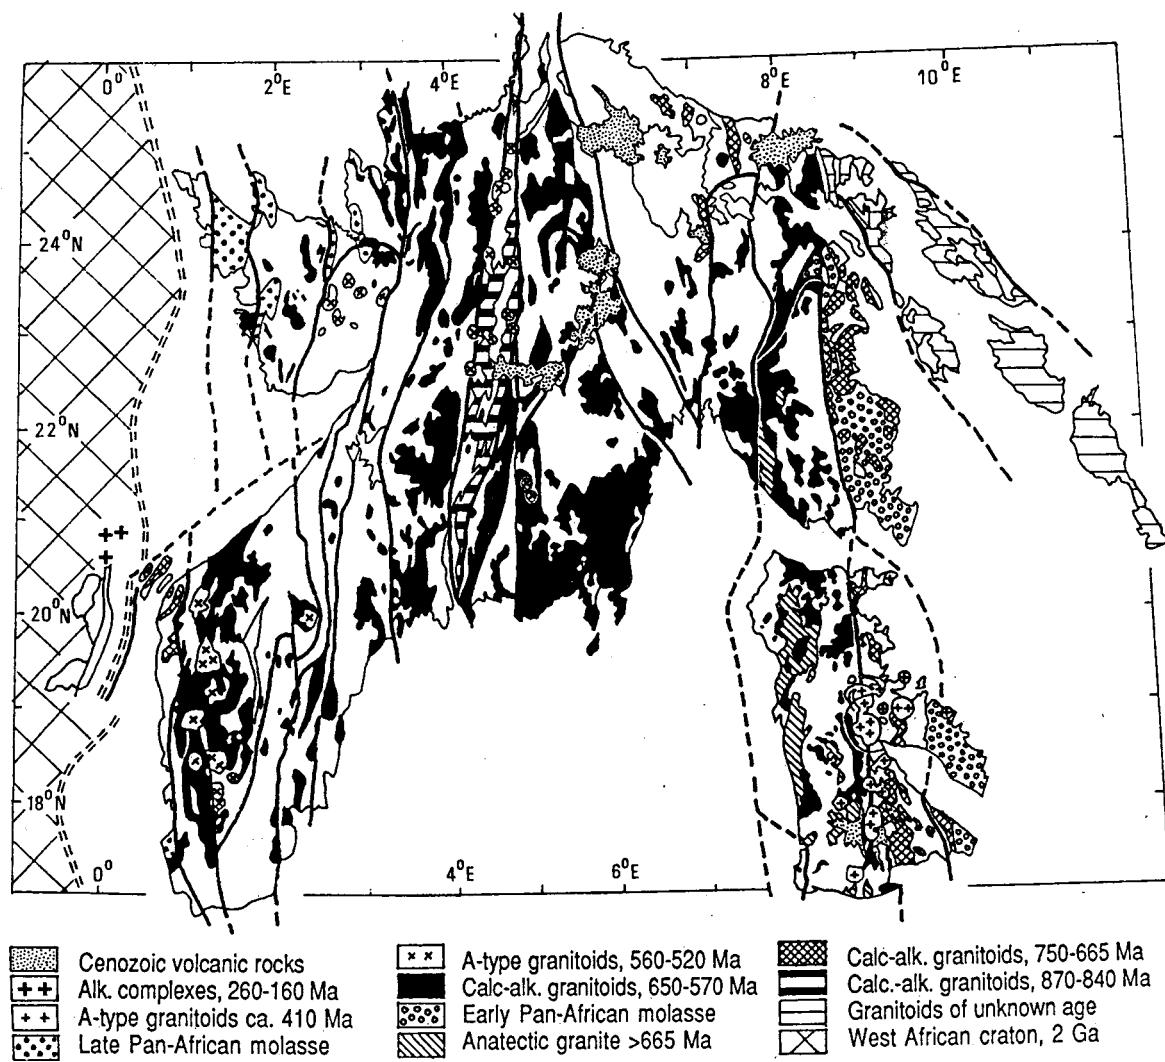 0° 2°E 4°E 8°E 10°E
24°N
22°N
20°N
18°N
0° 4°E 6°E
Cenozoic volcanic rocks
Alk. complexes, 260-160 Ma
A-type granitoids ca. 410 Ma
Late Pan-African molasse
A-type granitoids, 560-520 Ma
Calc-alk. granitoids, 650-570 Ma
Early Pan-African molasse
Anatectic granite >665 Ma
Calc-alk. granitoids, 750-665 Ma
Calc.-alk. granitoids, 870-840 Ma
Granitoids of unknown age
West African craton, 2 Ga